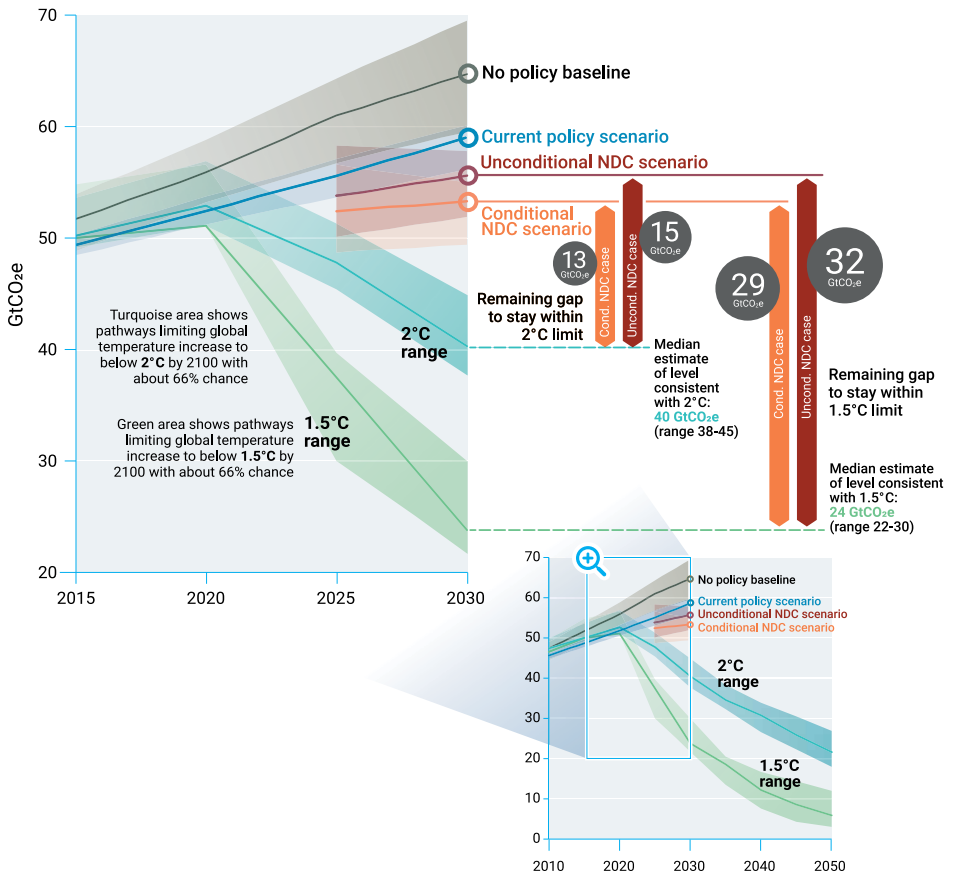 70
60
50
40
30
20
GtCO₂e
2015
2020
2025
2030
No policy baseline
Current policy scenario
Unconditional NDC scenario
Conditional
NDC scenario
13
GtCO₂e
15
GtCO₂e
29
GtCO₂e
32
GtCO₂e
Cond. NDC case
Uncond. NDC case
Cond. NDC case
Uncond. NDC case
Remaining gap
to stay within
2°C limit
Turquoise area shows
pathways limiting global
temperature increase to
below 2°C by 2100 with
about 66% chance
2°C
range
Green area shows pathways
limiting global temperature
increase to below 1.5°C by
2100 with about 66% chance
1.5°C
range
Median
estimate
of level
consistent
with 2°C:
40 GtCO₂e
(range 38-45)
Remaining gap
to stay within
1.5°C limit
Median estimate
of level consistent
with 1.5°C:
24 GtCO₂e
(range 22-30)
70
60
50
40
30
20
10
0
2010
2020
2030
2040
2050
No policy baseline
Current policy scenario
Unconditional NDC scenario
Conditional NDC scenario
2°C
range
1.5°C
range